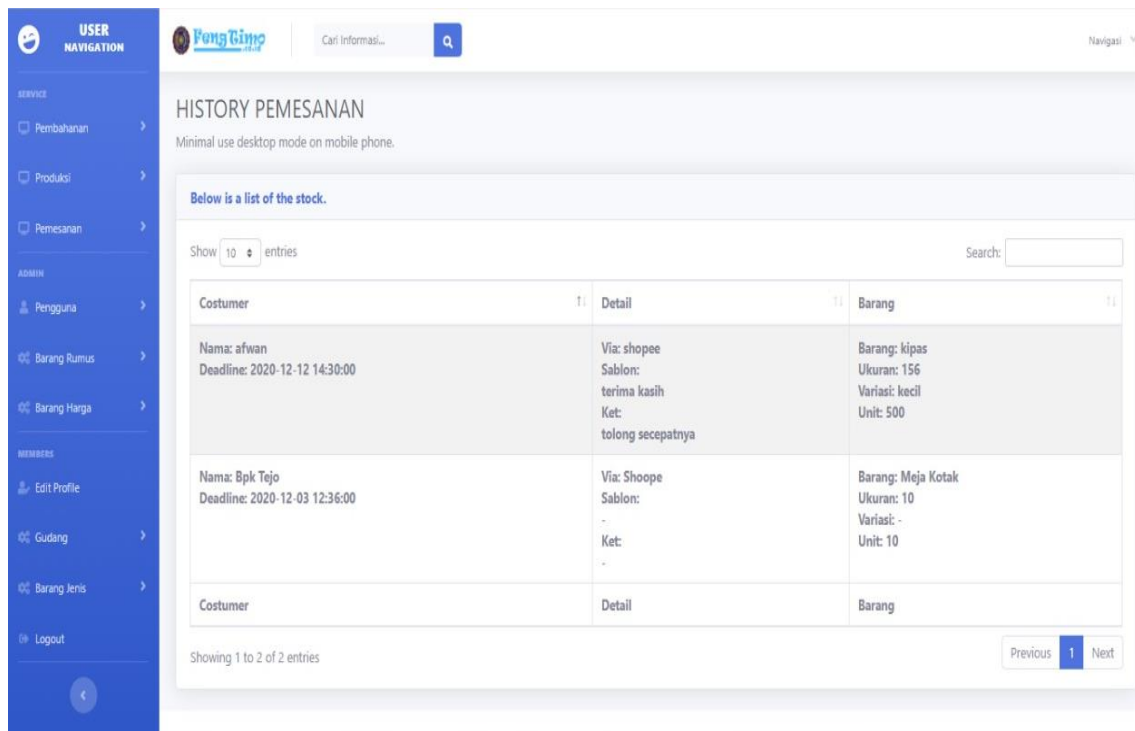 USER
NAVIGATION
SERVICE
Pembahanan
Produksi
Pemesanan
ADMIN
Pengguna
Barang Rumus
Barang Harga
MEMBERS
Edit Profile
Gudang
Barang Jenis
Logout
FengTimo
.co.id
Cari Informasi...
Navigasi
HISTORY PEMESANAN
Minimal use desktop mode on mobile phone.
Below is a list of the stock.
Show 10 entries
Search:
Costumer Detail Barang
Nama: afwan
Deadline: 2020-12-12 14:30:00
Via: shopee
Sablon:
terima kasih
Ket:
tolong secepatnya
Barang: kipas
Ukuran: 156
Variasi: kecil
Unit: 500
Nama: Bpk Tejo
Deadline: 2020-12-03 12:36:00
Via: Shoope
Sablon:
-
Ket:
-
Barang: Meja Kotak
Ukuran: 10
Variasi: -
Unit: 10
Costumer Detail Barang
Showing 1 to 2 of 2 entries
Previous 1 Next